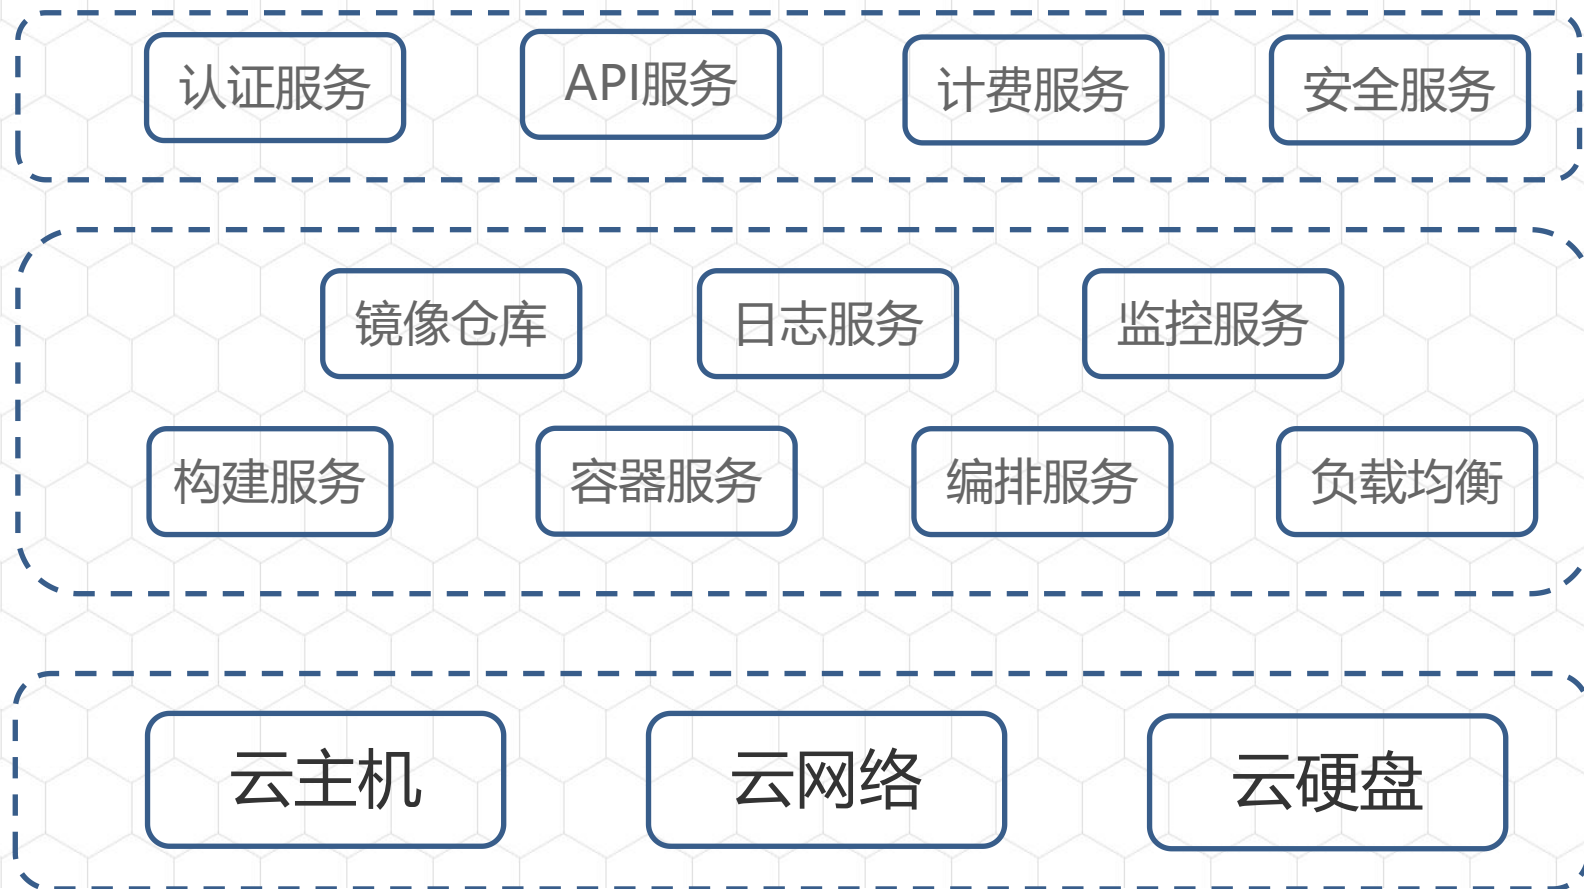 认证服务
API服务
计费服务
安全服务
镜像仓库
日志服务
监控服务
构建服务
容器服务
编排服务
负载均衡
云主机
云网络
云硬盘